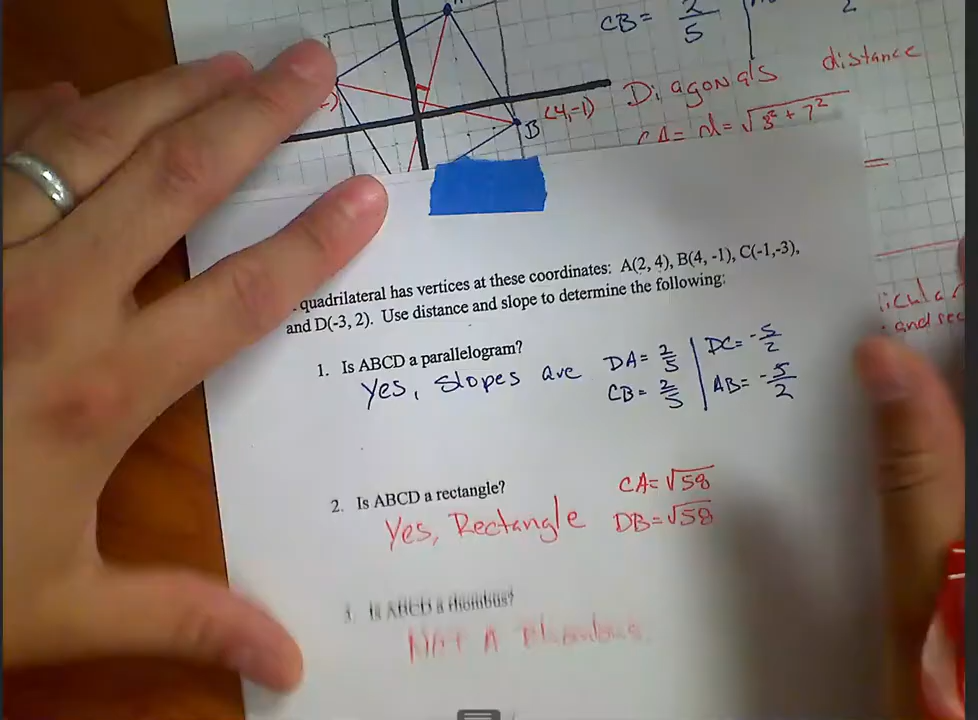 CB = 2/5
Diagonals distance
CA = d = √8² + 7²
B (4,-1)
quadrilateral has vertices at these coordinates: A(2, 4), B(4, -1), C(-1,-3),
and D(-3, 2). Use distance and slope to determine the following:
1. Is ABCD a parallelogram?
Yes, Slopes are DA = 2/5 | DC = -5/2
CB = 2/5 | AB = -5/2
2. Is ABCD a rectangle?
CA = √58
Yes, Rectangle DB = √58
3. Is ABCD a rhombus?
Not A Rhombus
and rec